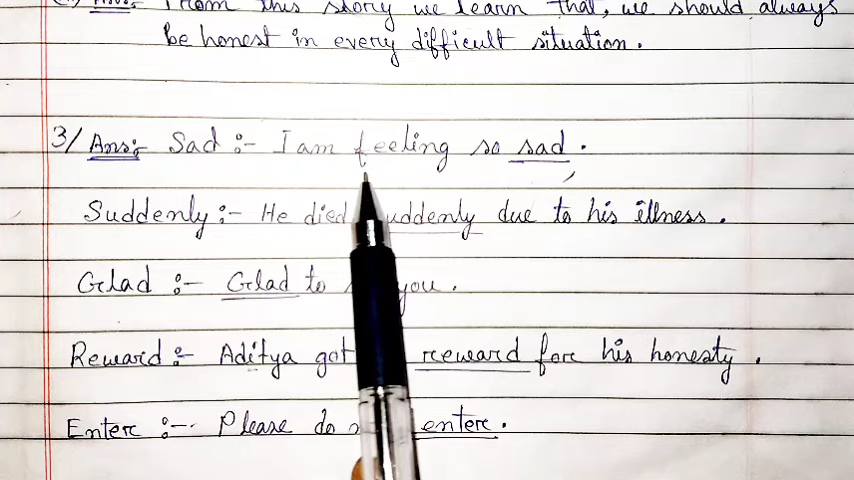 Ans:- From this story we learn that, we should always
be honest in every difficult situation.
3/ Ans:- Sad :- I am feeling so sad.
Suddenly :- He died suddenly due to his illness.
Glad :- Glad to you.
Reward :- Aditya got reward for his honesty.
Enter :- Please do enter.